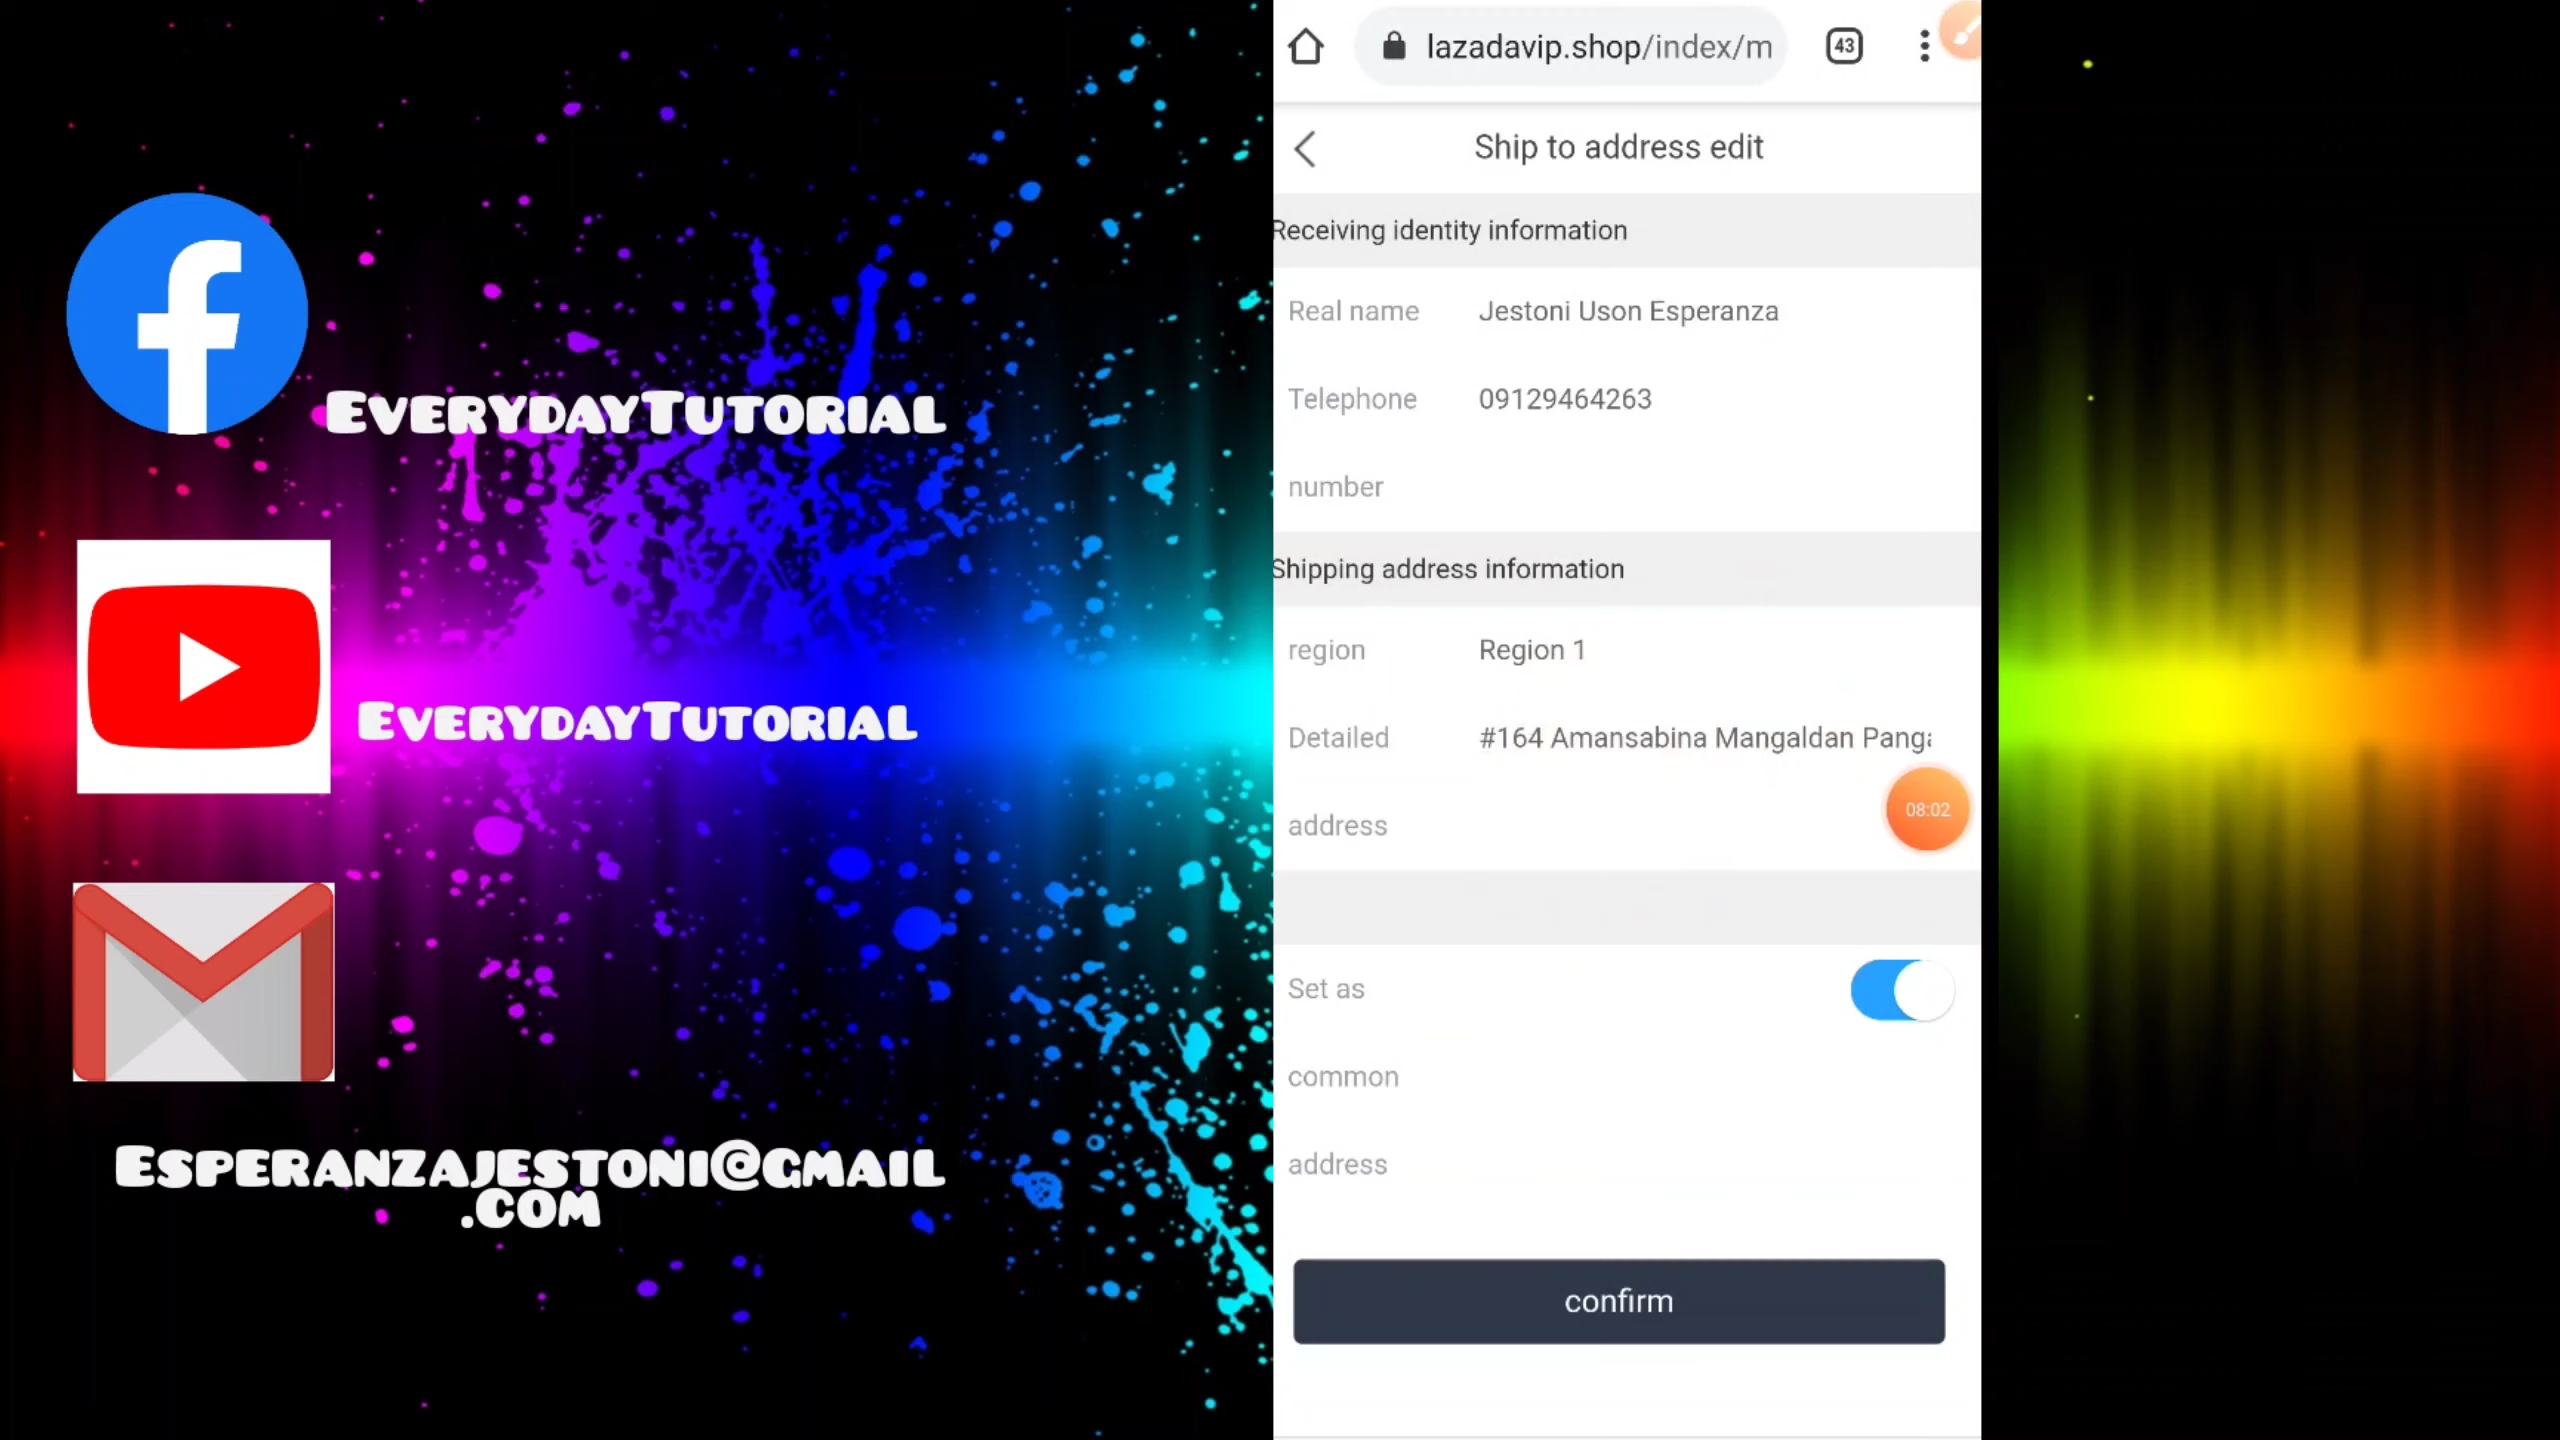 EverydayTutorial
EverydayTutorial
Esperanzajestoni@gmail
.com
lazadavip.shop/index/m
43
Ship to address edit
Receiving identity information
Real name Jestoni Uson Esperanza
Telephone 09129464263
number
Shipping address information
region Region 1
Detailed #164 Amansabina Mangaldan Panga
address
08:02
Set as
common
address
confirm